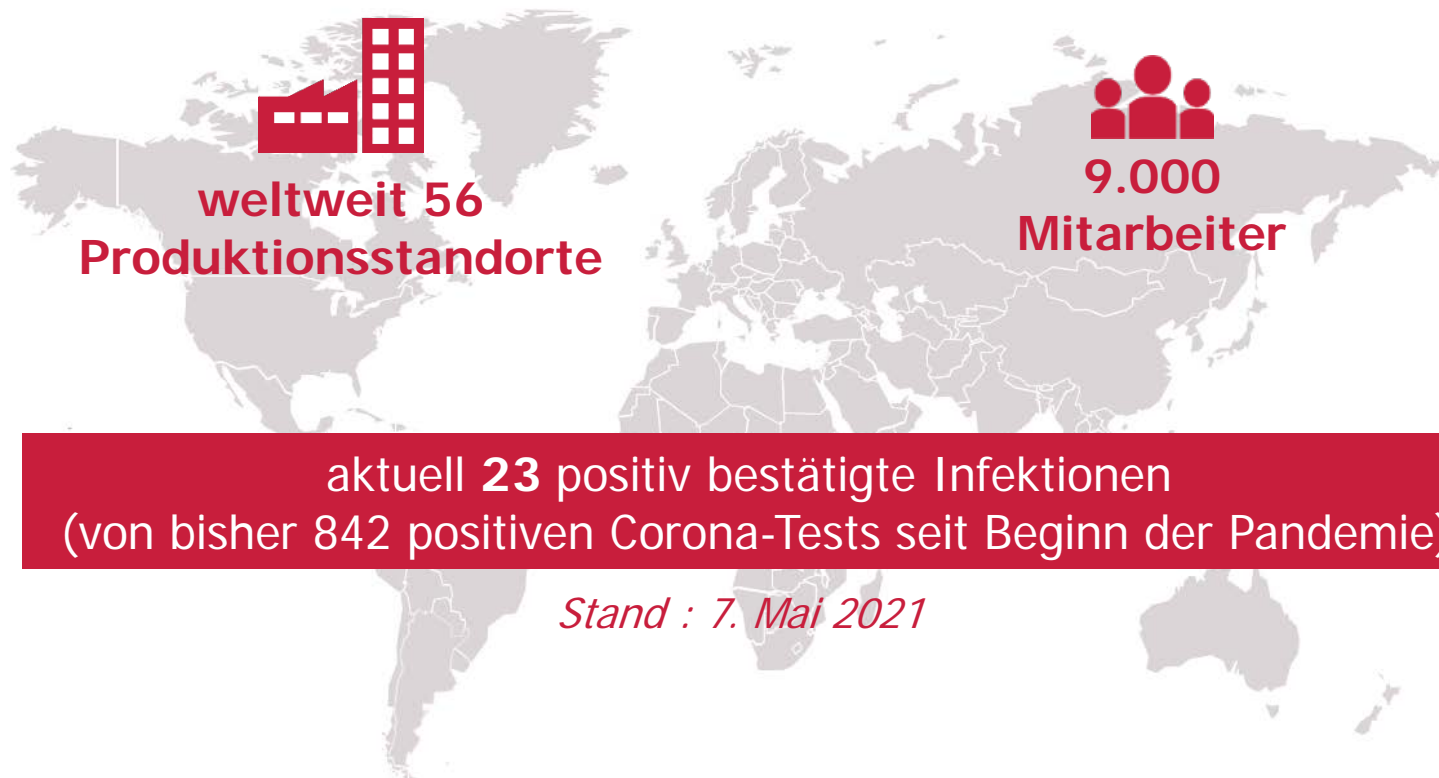 weltweit 56
Produktionsstandorte
9.000
Mitarbeiter
aktuell 23 positiv bestätigte Infektionen
(von bisher 842 positiven Corona-Tests seit Beginn der Pandemie)
Stand : 7. Mai 2021